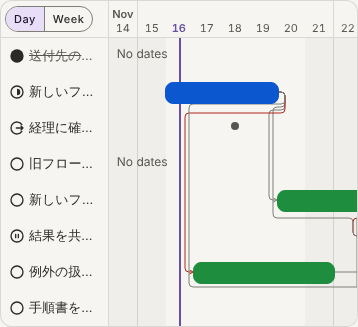 Day Week
Nov
14 15 16 17 18 19 20 21 22
送付先の...
No dates
新しいフ...
経理に確...
旧フロー...
No dates
新しいフ...
結果を共...
例外の扱...
手順書を...